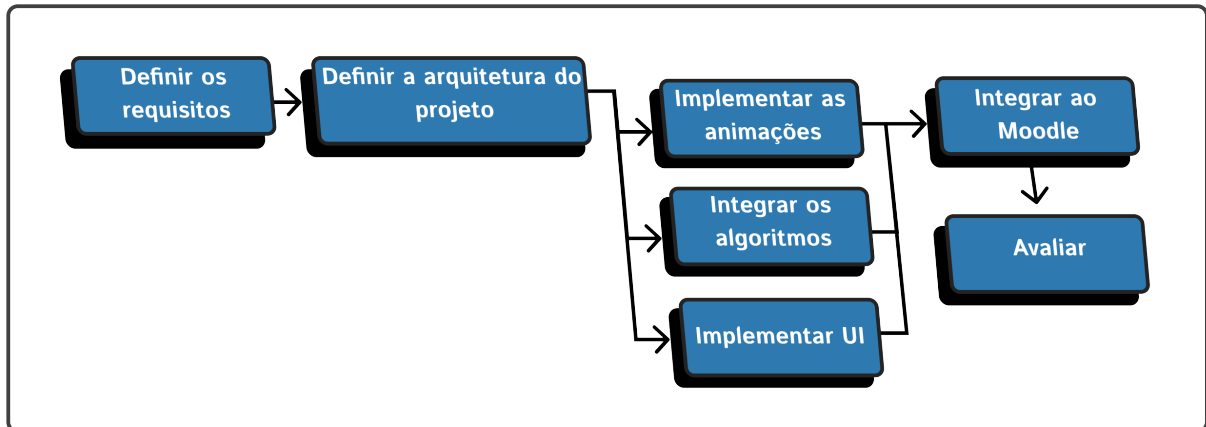 Definir os
requisitos
Definir a arquitetura do
projeto
Implementar as
animações
Integrar os
algoritmos
Implementar UI
Integrar ao
Moodle
Avaliar